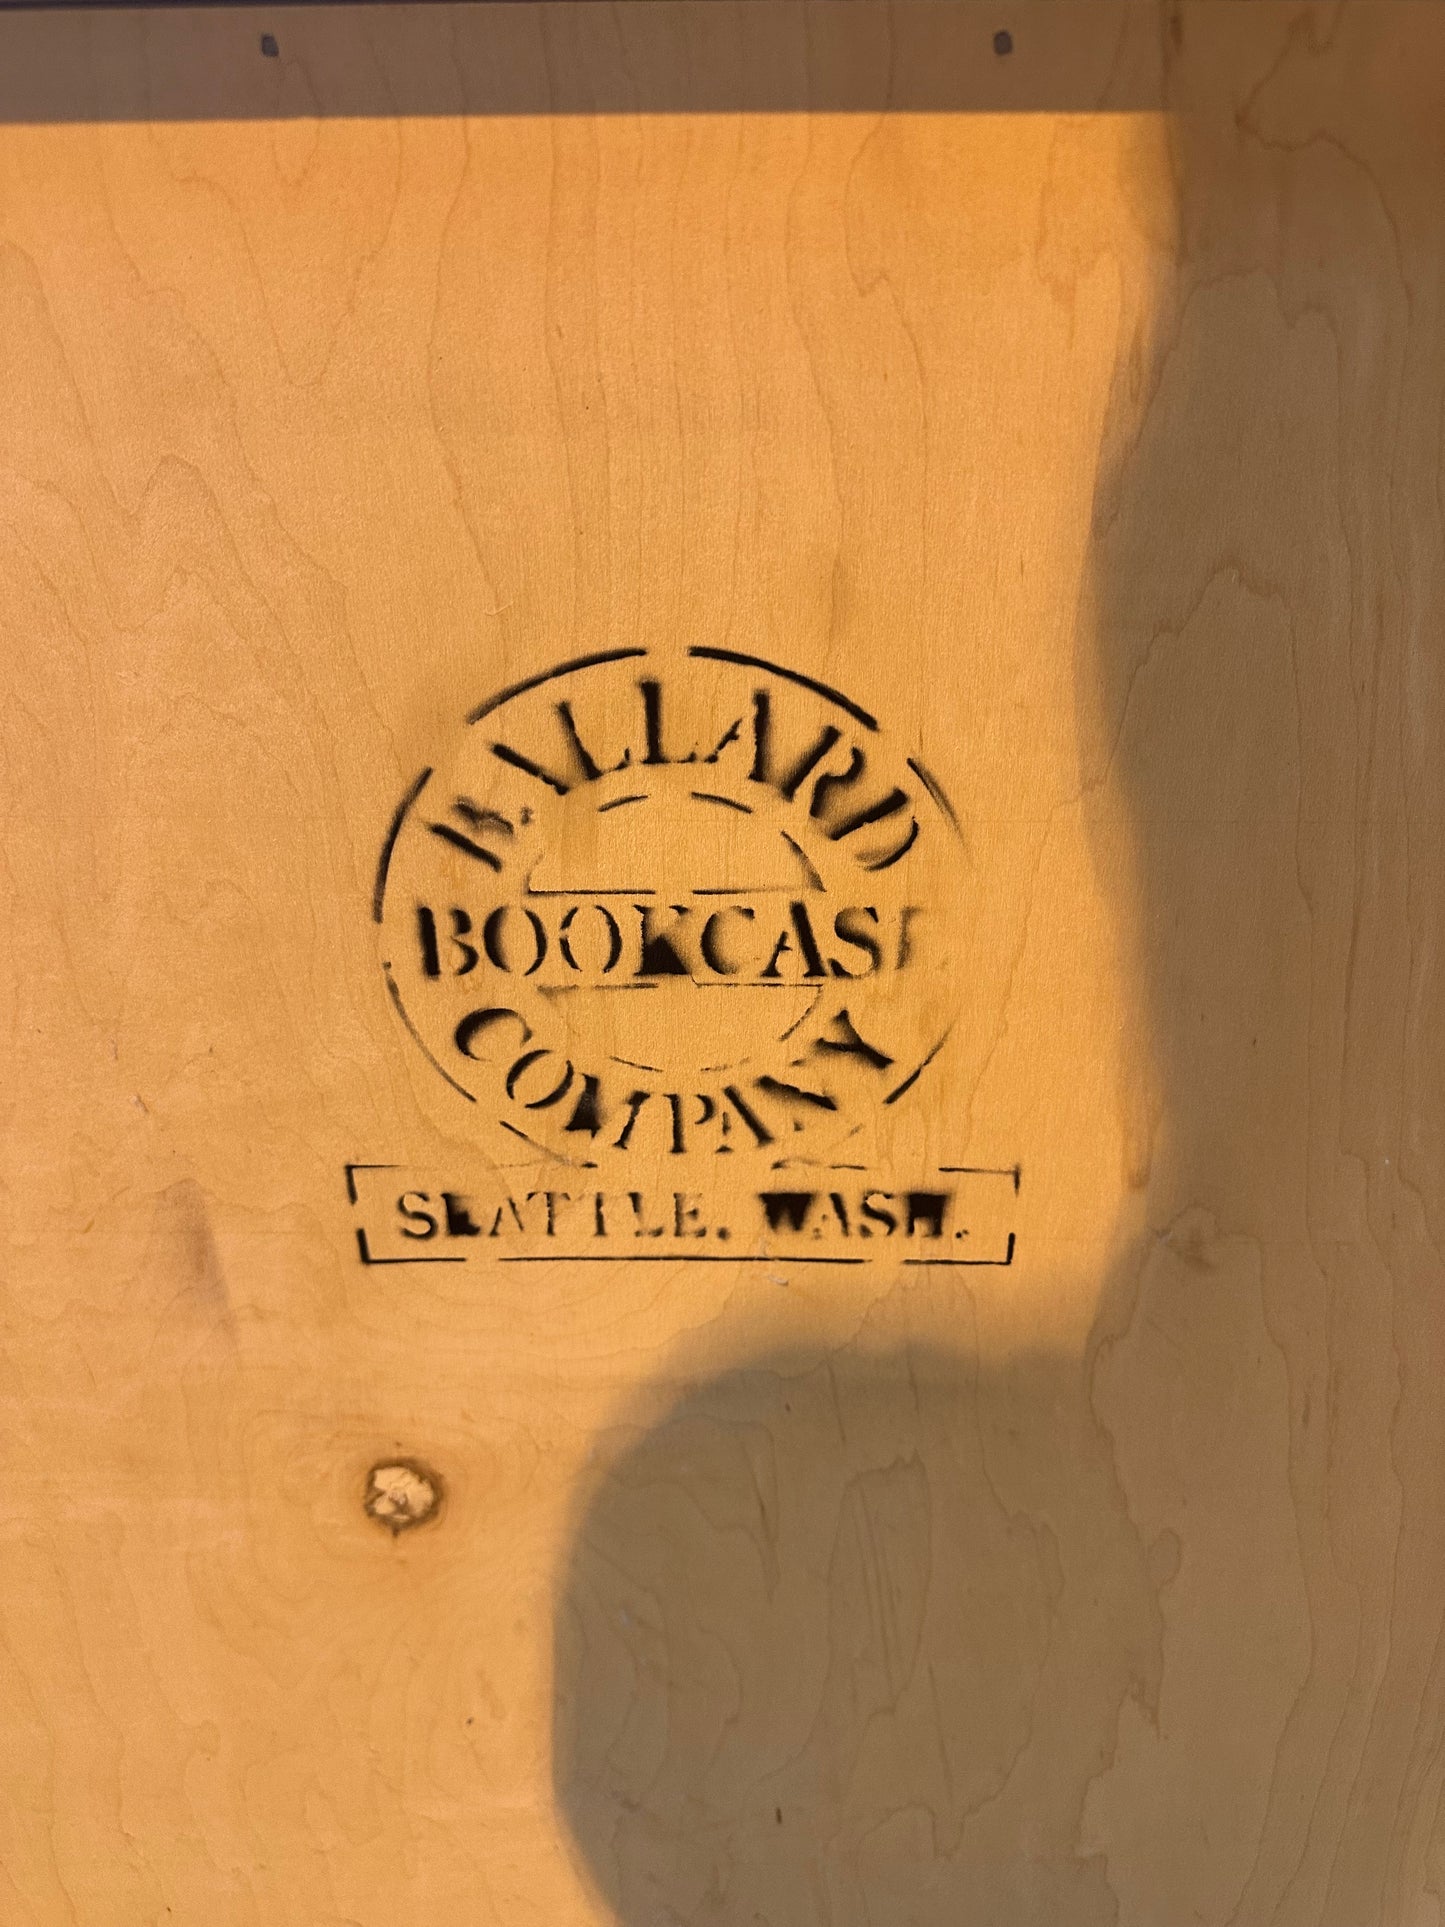 BALLARD
BOOKCASE
COMPANY
SEATTLE, WASH.